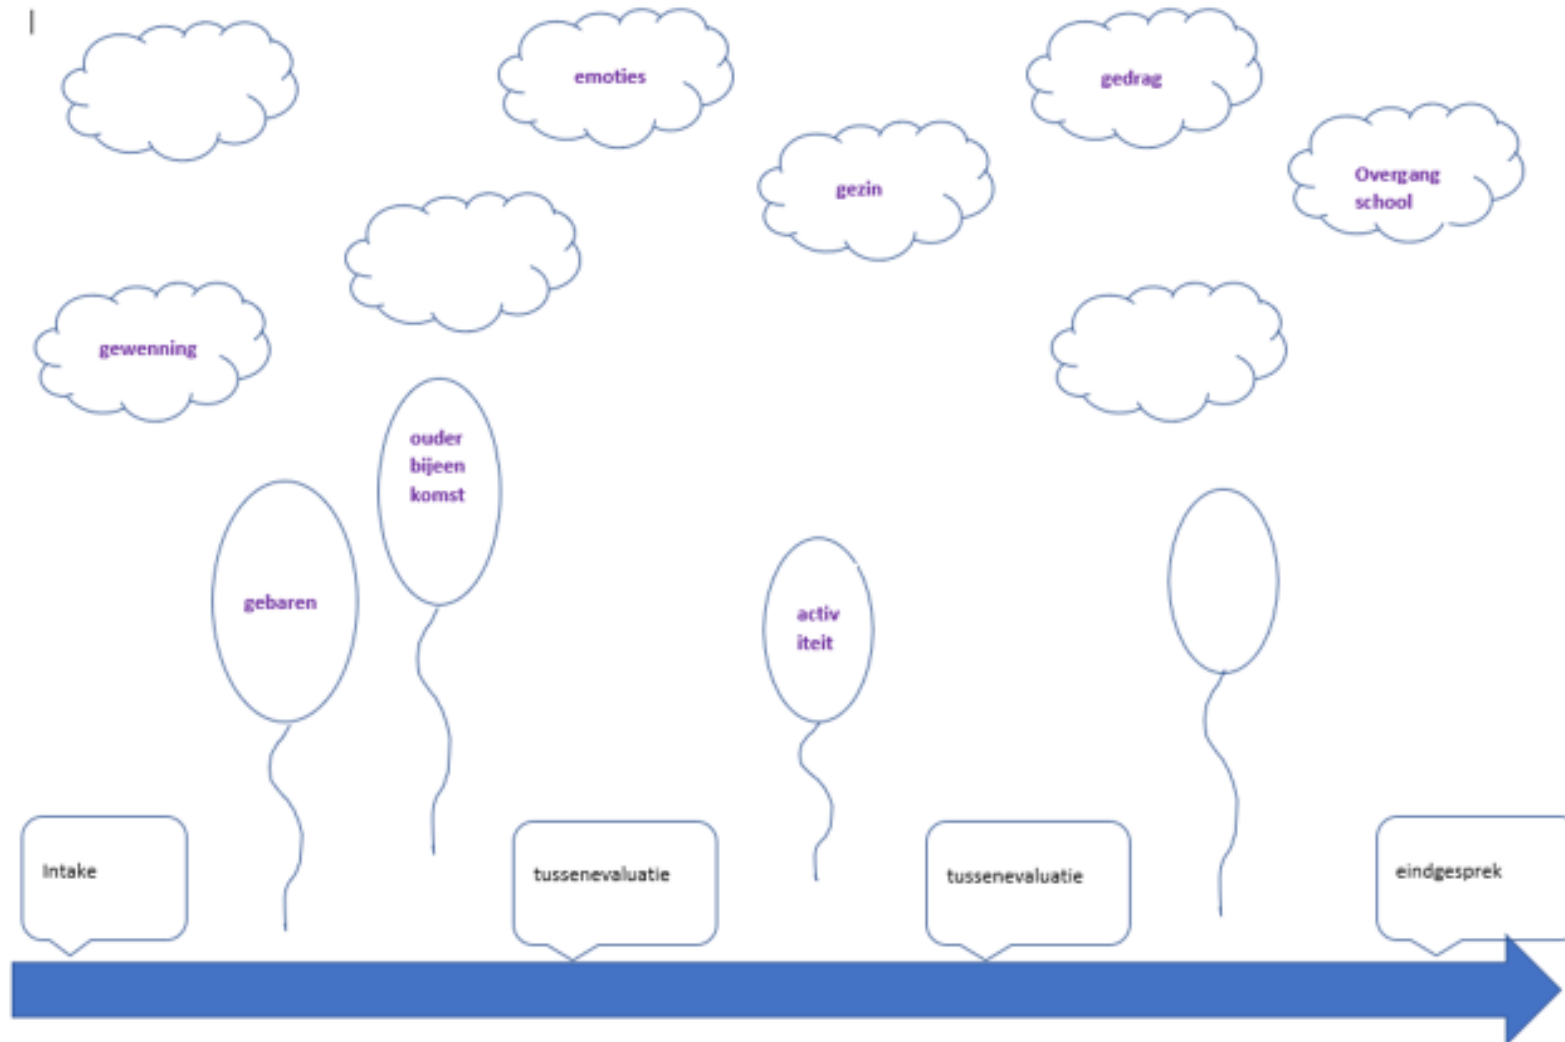 emoties
gedrag
gezin
Overgang
school
gewenning
ouder
bijeen
komst
gebaren
activ
iteit
Intake
tussenevaluatie
tussenevaluatie
eindgesprek